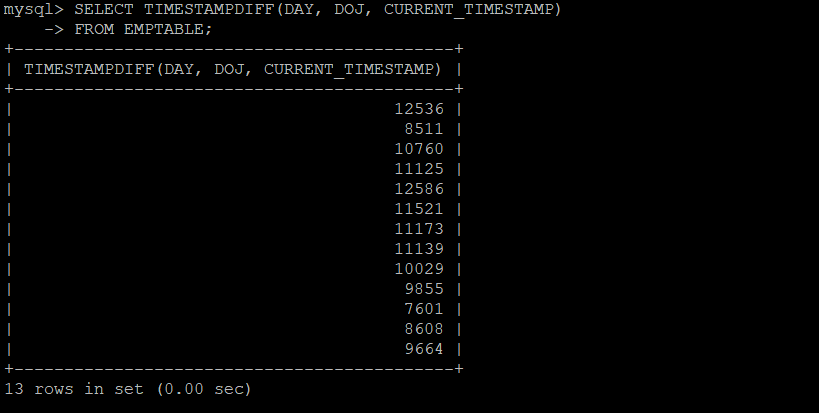 mysql> SELECT TIMESTAMPDIFF(DAY, DOJ, CURRENT_TIMESTAMP)
    -> FROM EMPTABLE;
+--------------------------------------------+
| TIMESTAMPDIFF(DAY, DOJ, CURRENT_TIMESTAMP) |
+--------------------------------------------+
|                                      12536 |
|                                       8511 |
|                                      10760 |
|                                      11125 |
|                                      12586 |
|                                      11521 |
|                                      11173 |
|                                      11139 |
|                                      10029 |
|                                       9855 |
|                                       7601 |
|                                       8608 |
|                                       9664 |
+--------------------------------------------+
13 rows in set (0.00 sec)